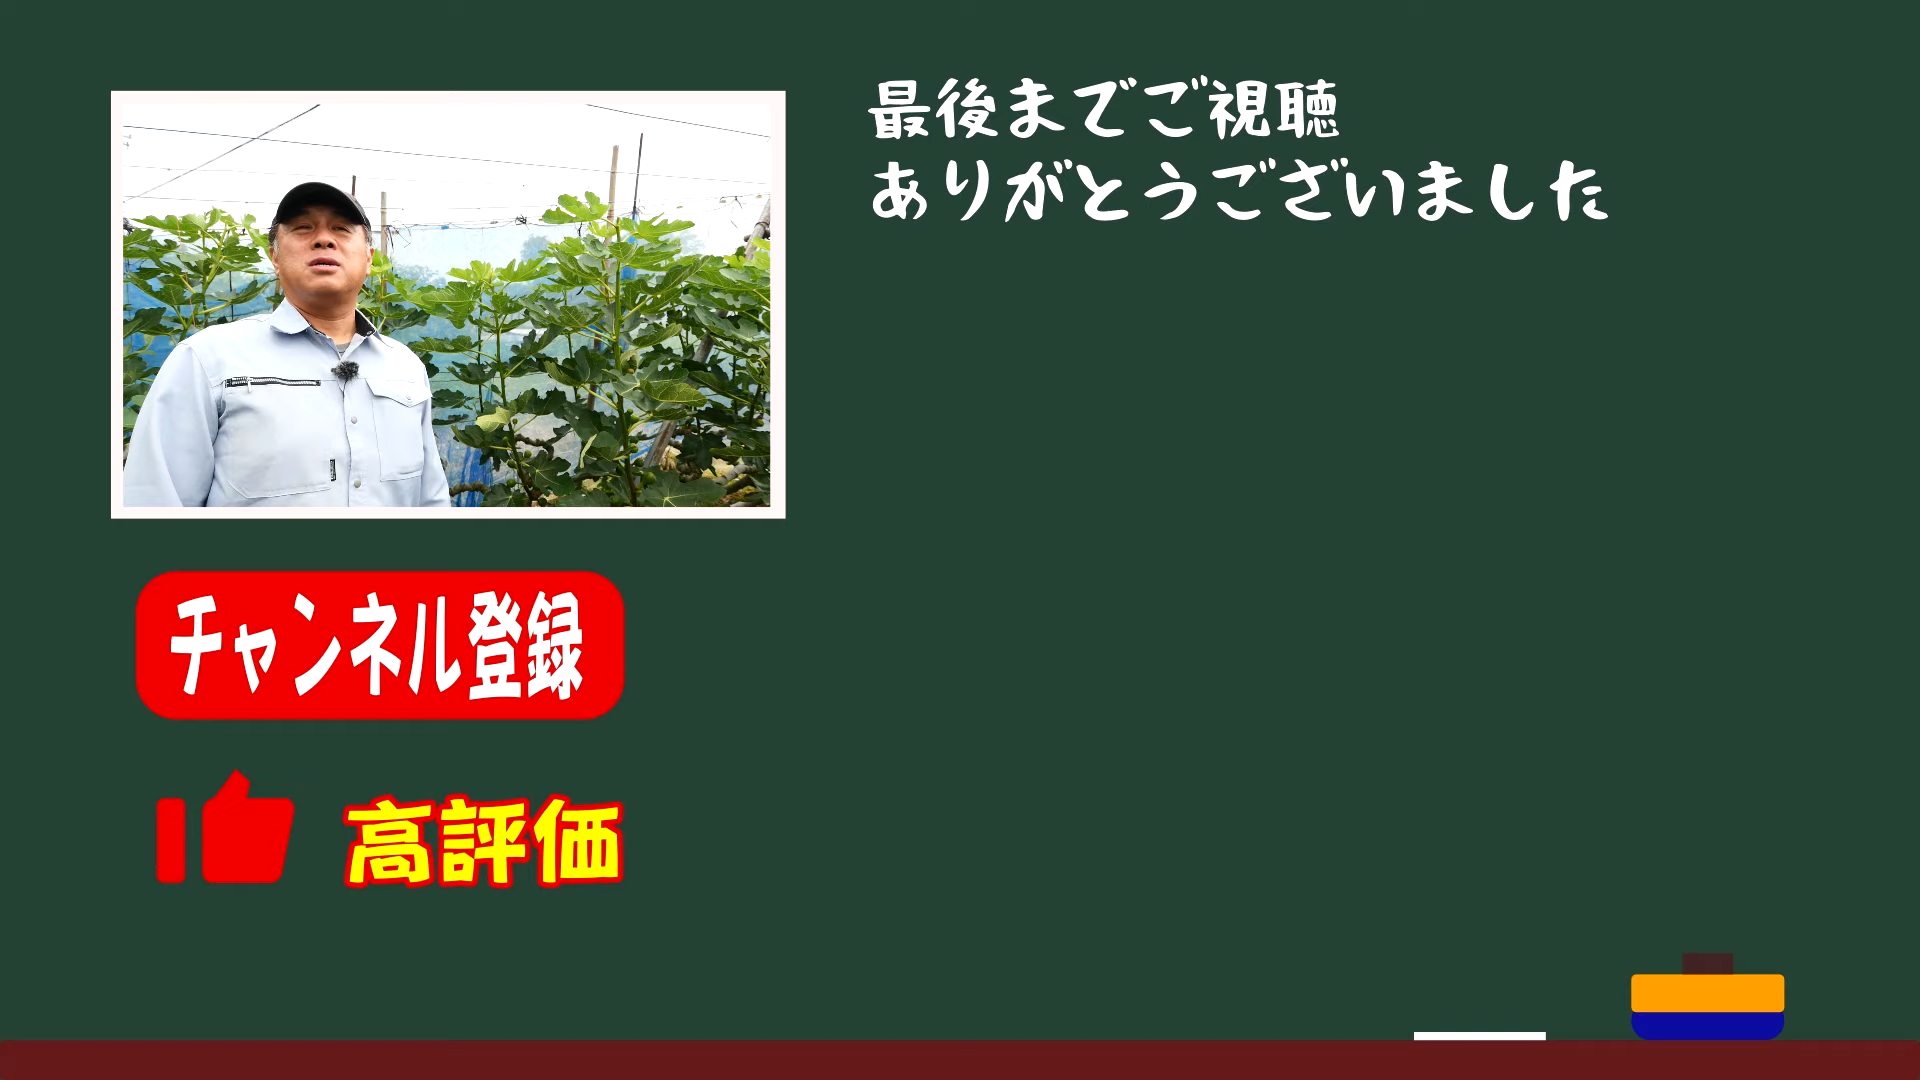 最後までご視聴
ありがとうございました
チャンネル登録
高評価